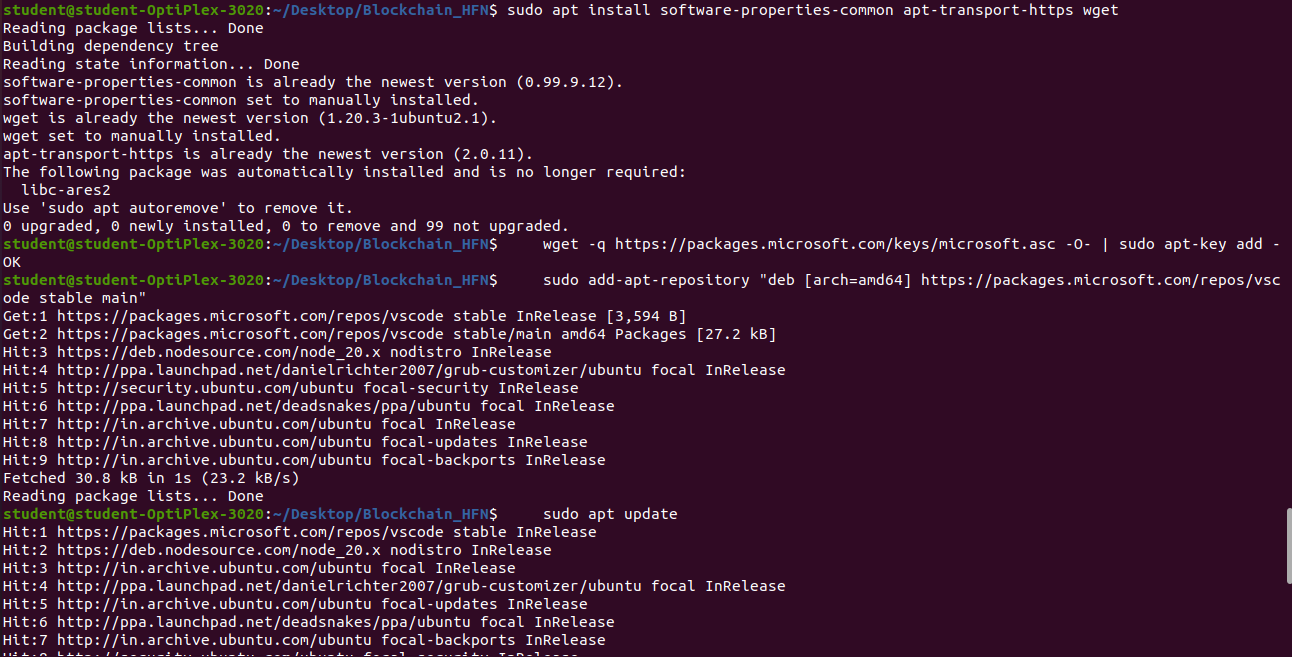 student@student-OptiPlex-3020:~/Desktop/Blockchain_HFN$ sudo apt install software-properties-common apt-transport-https wget
Reading package lists... Done
Building dependency tree
Reading state information... Done
software-properties-common is already the newest version (0.99.9.12).
software-properties-common set to manually installed.
wget is already the newest version (1.20.3-1ubuntu2.1).
wget set to manually installed.
apt-transport-https is already the newest version (2.0.11).
The following package was automatically installed and is no longer required:
  libc-ares2
Use 'sudo apt autoremove' to remove it.
0 upgraded, 0 newly installed, 0 to remove and 99 not upgraded.
student@student-OptiPlex-3020:~/Desktop/Blockchain_HFN$     wget -q https://packages.microsoft.com/keys/microsoft.asc -O- | sudo apt-key add -
OK
student@student-OptiPlex-3020:~/Desktop/Blockchain_HFN$     sudo add-apt-repository "deb [arch=amd64] https://packages.microsoft.com/repos/vsc
ode stable main"
Get:1 https://packages.microsoft.com/repos/vscode stable InRelease [3,594 B]
Get:2 https://packages.microsoft.com/repos/vscode stable/main amd64 Packages [27.2 kB]
Hit:3 https://deb.nodesource.com/node_20.x nodistro InRelease
Hit:4 http://ppa.launchpad.net/danielrichter2007/grub-customizer/ubuntu focal InRelease
Hit:5 http://security.ubuntu.com/ubuntu focal-security InRelease
Hit:6 http://ppa.launchpad.net/deadsnakes/ppa/ubuntu focal InRelease
Hit:7 http://in.archive.ubuntu.com/ubuntu focal InRelease
Hit:8 http://in.archive.ubuntu.com/ubuntu focal-updates InRelease
Hit:9 http://in.archive.ubuntu.com/ubuntu focal-backports InRelease
Fetched 30.8 kB in 1s (23.2 kB/s)
Reading package lists... Done
student@student-OptiPlex-3020:~/Desktop/Blockchain_HFN$     sudo apt update
Hit:1 https://packages.microsoft.com/repos/vscode stable InRelease
Hit:2 https://deb.nodesource.com/node_20.x nodistro InRelease
Hit:3 http://in.archive.ubuntu.com/ubuntu focal InRelease
Hit:4 http://ppa.launchpad.net/danielrichter2007/grub-customizer/ubuntu focal InRelease
Hit:5 http://in.archive.ubuntu.com/ubuntu focal-updates InRelease
Hit:6 http://ppa.launchpad.net/deadsnakes/ppa/ubuntu focal InRelease
Hit:7 http://in.archive.ubuntu.com/ubuntu focal-backports InRelease